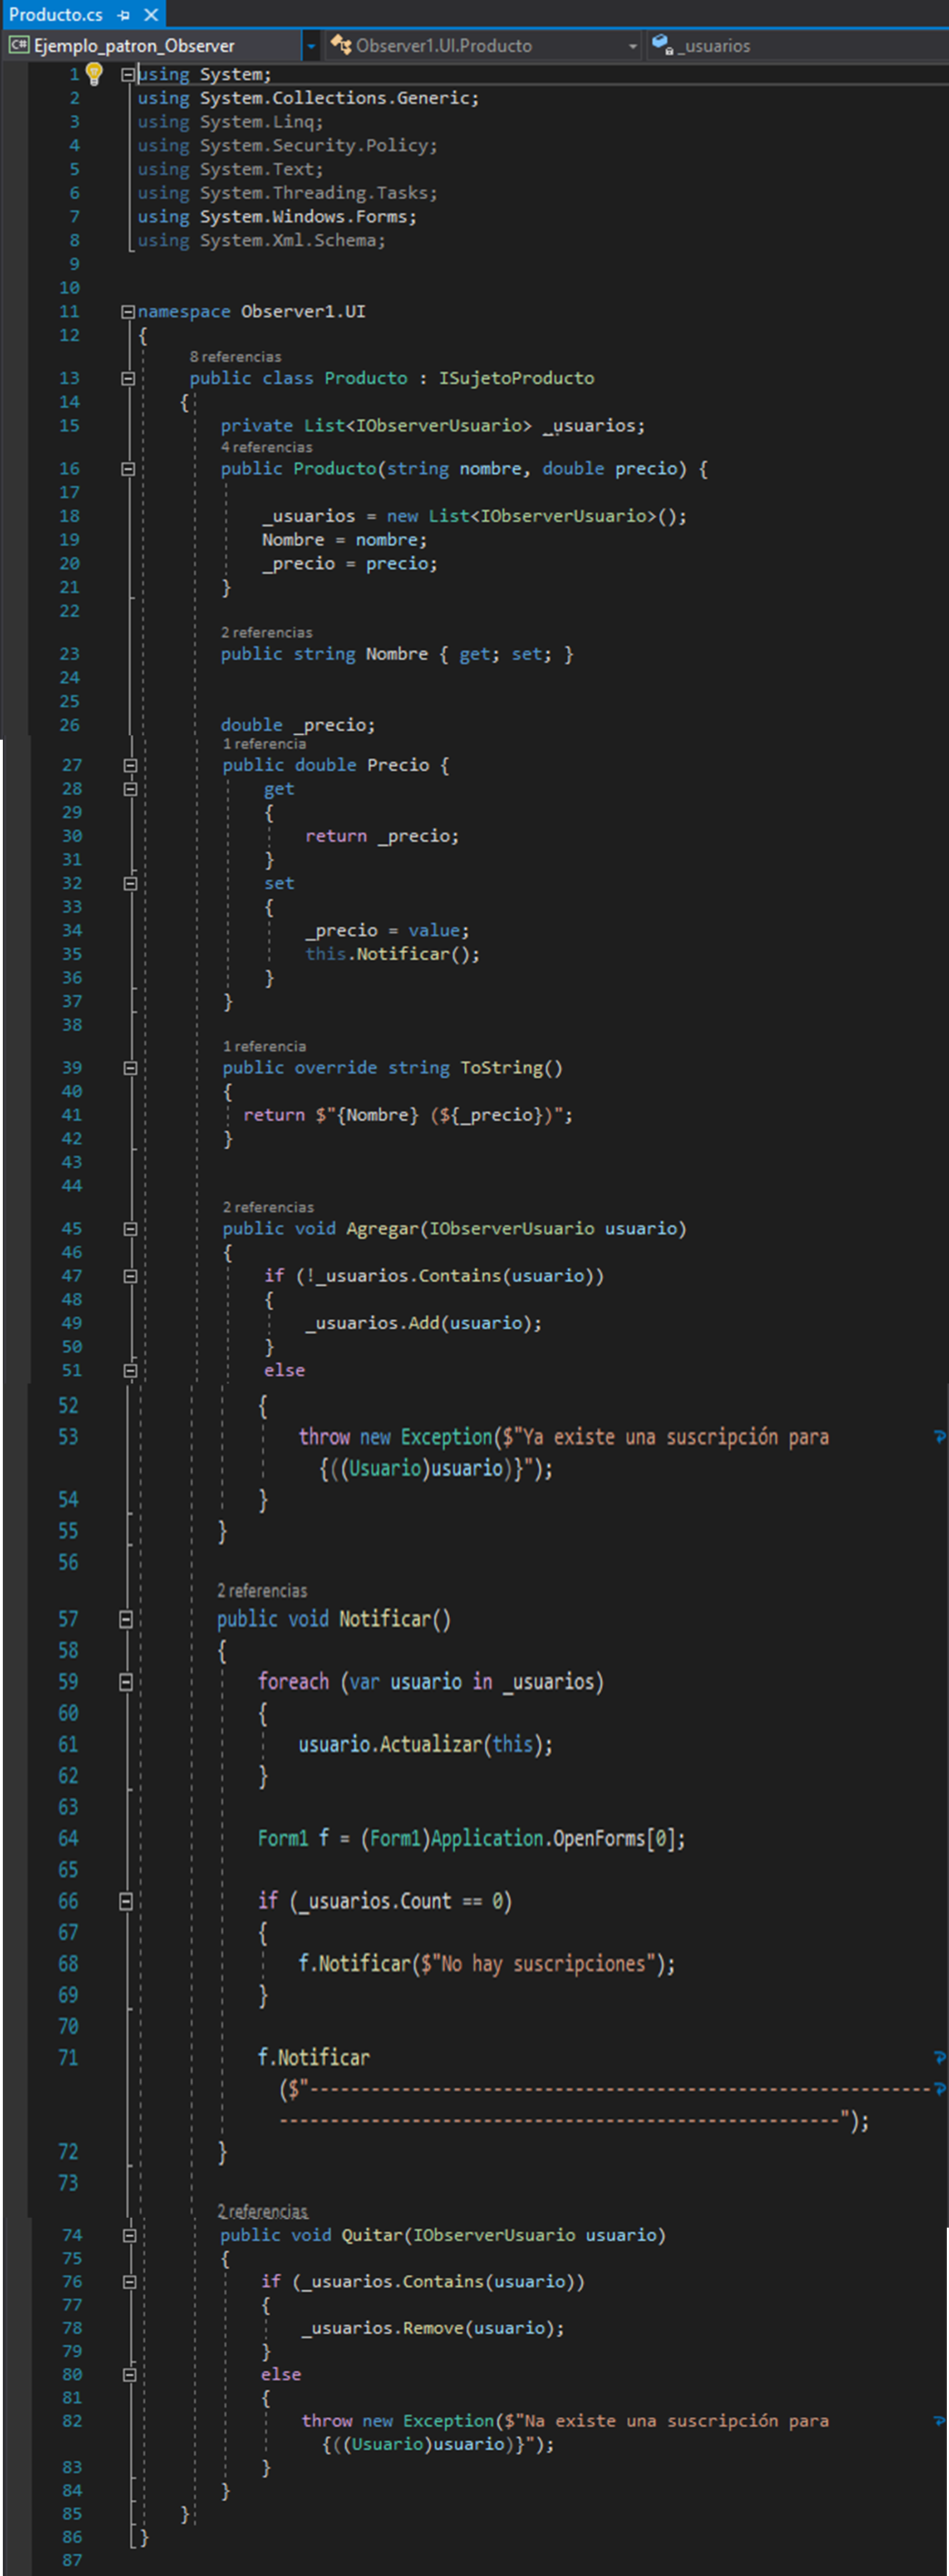 Producto.cs
Ejemplo_patron_Observer Observer1.UI.Producto _usuarios
1 using System;
2 using System.Collections.Generic;
3 using System.Linq;
4 using System.Security.Policy;
5 using System.Text;
6 using System.Threading.Tasks;
7 using System.Windows.Forms;
8 using System.Xml.Schema;
9
10
11 namespace Observer1.UI
12 {
8 referencias
13 public class Producto : ISujetoProducto
14 {
15 private List<IObserverUsuario> _usuarios;
4 referencias
16 public Producto(string nombre, double precio) {
17
18 _usuarios = new List<IObserverUsuario>();
19 Nombre = nombre;
20 _precio = precio;
21 }
22
2 referencias
23 public string Nombre { get; set; }
24
25
26 double _precio;
1 referencia
27 public double Precio {
28 get
29 {
30 return _precio;
31 }
32 set
33 {
34 _precio = value;
35 this.Notificar();
36 }
37 }
38
1 referencia
39 public override string ToString()
40 {
41 return $"{Nombre} (${_precio})";
42 }
43
44
2 referencias
45 public void Agregar(IObserverUsuario usuario)
46 {
47 if (!_usuarios.Contains(usuario))
48 {
49 _usuarios.Add(usuario);
50 }
51 else
52 {
53 throw new Exception($"Ya existe una suscripción para
{((Usuario)usuario)}");
54 }
55 }
56
2 referencias
57 public void Notificar()
58 {
59 foreach (var usuario in _usuarios)
60 {
61 usuario.Actualizar(this);
62 }
63
64 Form1 f = (Form1)Application.OpenForms[0];
65
66 if (_usuarios.Count == 0)
67 {
68 f.Notificar($"No hay suscripciones");
69 }
70
71 f.Notificar
($"--------------------------------------------------------------
-------------------------------------------------------");
72 }
73
2 referencias
74 public void Quitar(IObserverUsuario usuario)
75 {
76 if (_usuarios.Contains(usuario))
77 {
78 _usuarios.Remove(usuario);
79 }
80 else
81 {
82 throw new Exception($"Na existe una suscripción para
{((Usuario)usuario)}");
83 }
84 }
85 }
86 }
87